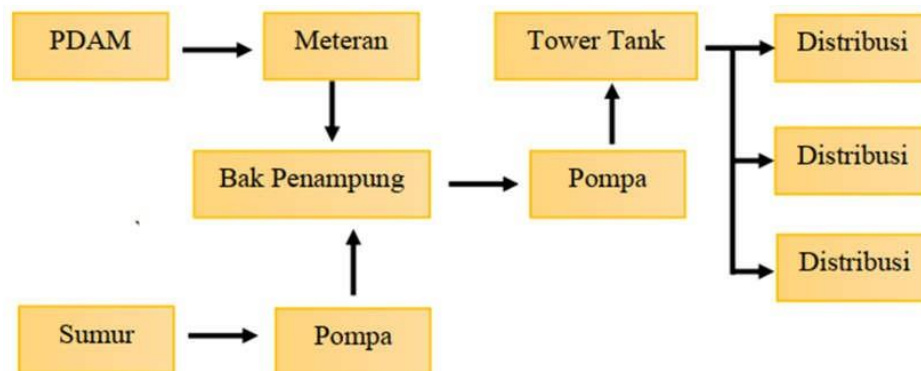 PDAM
Meteran
Tower Tank
Distribusi
Bak Penampung
Pompa
Distribusi
Distribusi
Sumur
Pompa